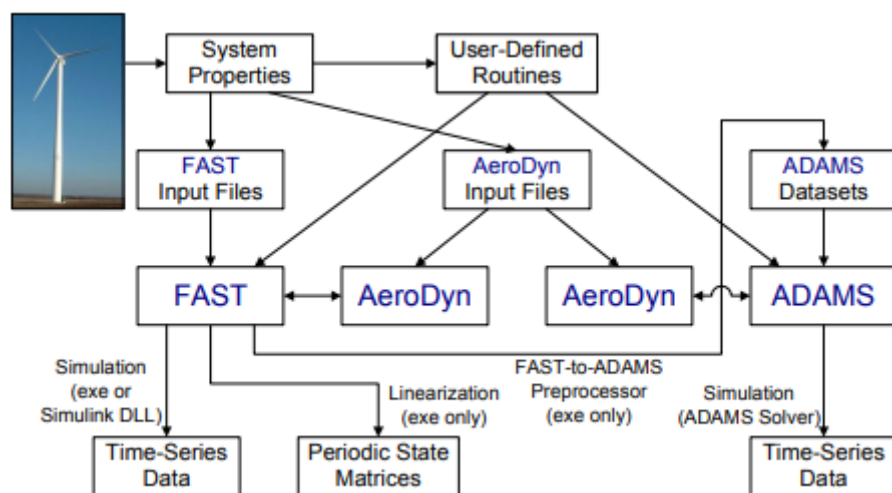 System
Properties
User-Defined
Routines
FAST
Input Files
AeroDyn
Input Files
ADAMS
Datasets
FAST
AeroDyn
AeroDyn
ADAMS
Simulation
(exe or
Simulink DLL)
Linearization
(exe only)
FAST-to-ADAMS
Preprocessor
(exe only)
Simulation
(ADAMS Solver)
Time-Series
Data
Periodic State
Matrices
Time-Series
Data